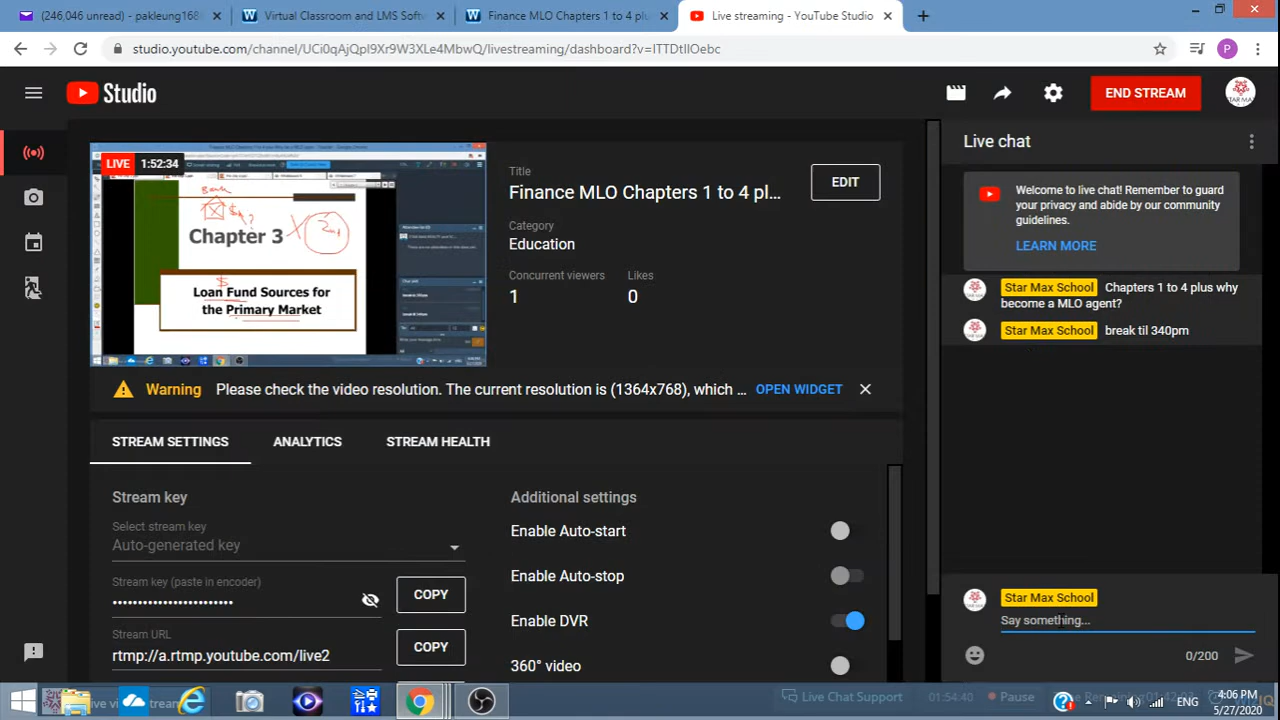 (246,046 unread) - pakleung168
Virtual Classroom and LMS Softw
Finance MLO Chapters 1 to 4 plu
Live streaming - YouTube Studio
studio.youtube.com/channel/UCi0qAjQpI9Xr9W3XLe4MbwQ/livestreaming/dashboard?v=ITTDtlIOebc
P
Studio
END STREAM
STAR MAX
LIVE 1:52:34
Bank
Chapter 3
$
Loan Fund Sources for
the Primary Market
Title
Finance MLO Chapters 1 to 4 pl...
EDIT
Category
Education
Concurrent viewers
1
Likes
0
Warning Please check the video resolution. The current resolution is (1364x768), which ... OPEN WIDGET
STREAM SETTINGS
ANALYTICS
STREAM HEALTH
Stream key
Select stream key
Auto-generated key
Stream key (paste in encoder)
••••••••••••••••••••••••
COPY
Stream URL
rtmp://a.rtmp.youtube.com/live2
COPY
Additional settings
Enable Auto-start
Enable Auto-stop
Enable DVR
360° video
Live chat
Welcome to live chat! Remember to guard
your privacy and abide by our community
guidelines.
LEARN MORE
Star Max School Chapters 1 to 4 plus why
become a MLO agent?
Star Max School break til 340pm
Star Max School
Say something...
0/200
Live Chat Support
01:54:40
Pause
ENG
4:06 PM
5/27/2020